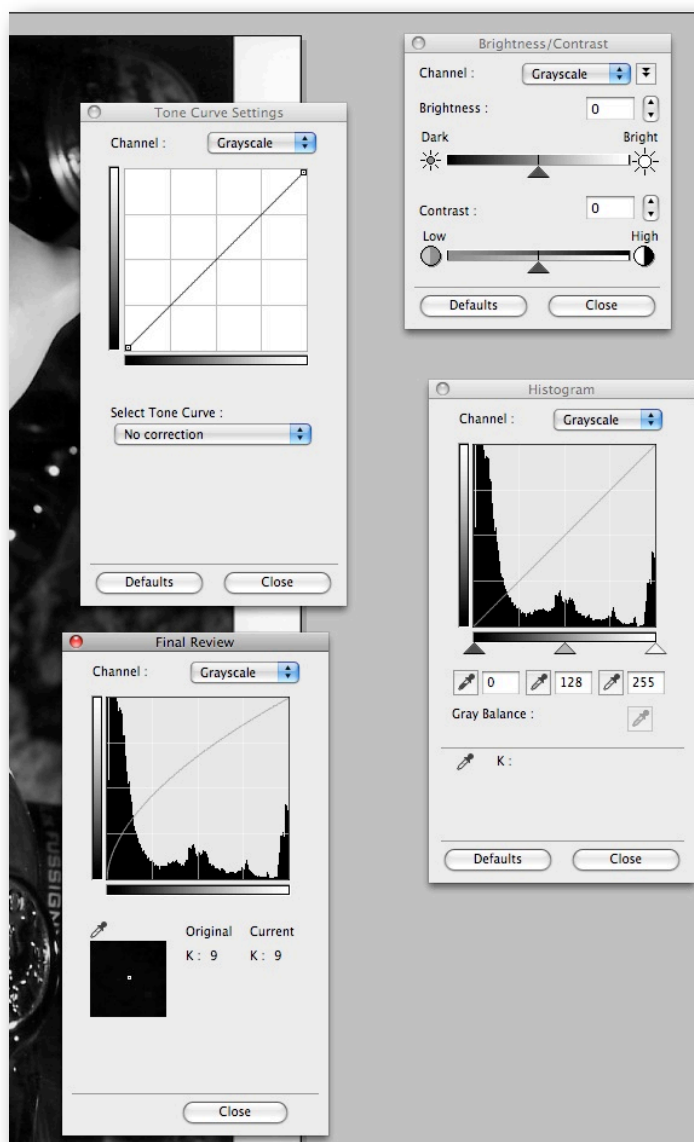 Brightness/Contrast
Channel :
Grayscale
Brightness :
0
Dark
Bright
Contrast :
0
Low
High
Defaults
Close
Tone Curve Settings
Channel :
Grayscale
Select Tone Curve :
No correction
Defaults
Close
Histogram
Channel :
Grayscale
0
128
255
Gray Balance :
K :
Defaults
Close
Final Review
Channel :
Grayscale
Original Current
K : 9 K : 9
Close